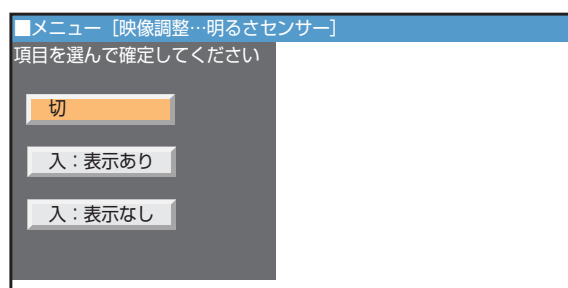 ■メニュー［映像調整…明るさセンサー］
項目を選んで確定してください
切
入：表示あり
入：表示なし